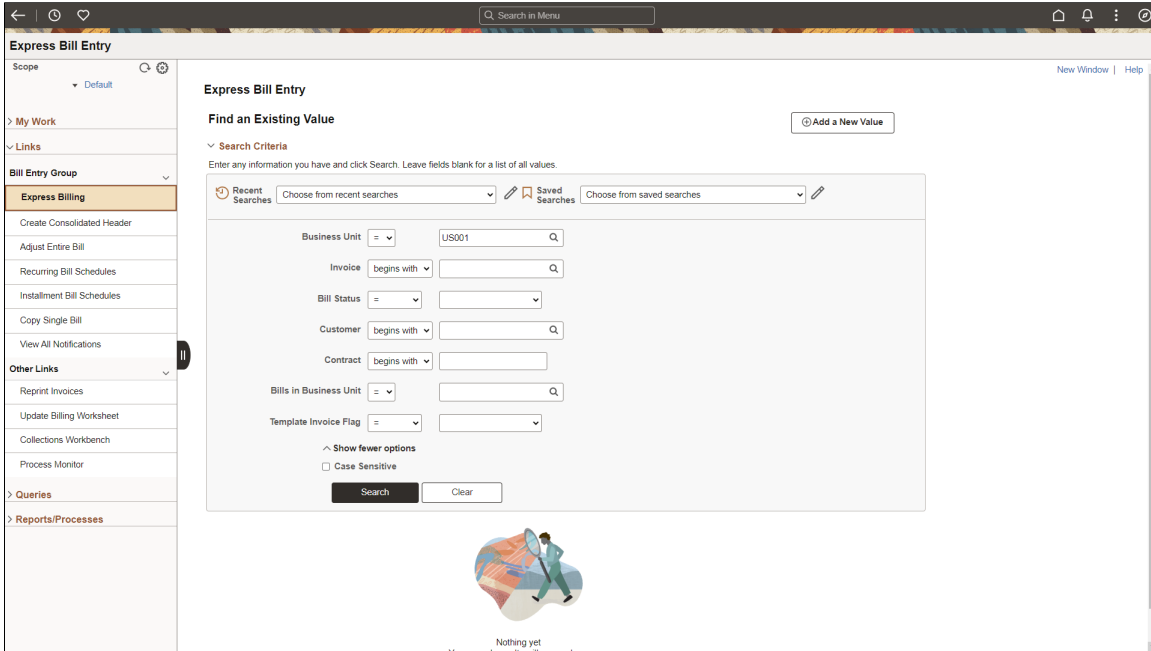 Search in Menu
Express Bill Entry
Scope
Default
My Work
Links
Bill Entry Group
Express Billing
Create Consolidated Header
Adjust Entire Bill
Recurring Bill Schedules
Installment Bill Schedules
Copy Single Bill
View All Notifications
Other Links
Reprint Invoices
Update Billing Worksheet
Collections Workbench
Process Monitor
Queries
Reports/Processes
New Window | Help
Express Bill Entry
Find an Existing Value
Add a New Value
Search Criteria
Enter any information you have and click Search. Leave fields blank for a list of all values.
Recent Searches Choose from recent searches
Saved Searches Choose from saved searches
Business Unit = US001
Invoice begins with
Bill Status =
Customer begins with
Contract begins with
Bills in Business Unit =
Template Invoice Flag =
Show fewer options
Case Sensitive
Search Clear
Nothing yet